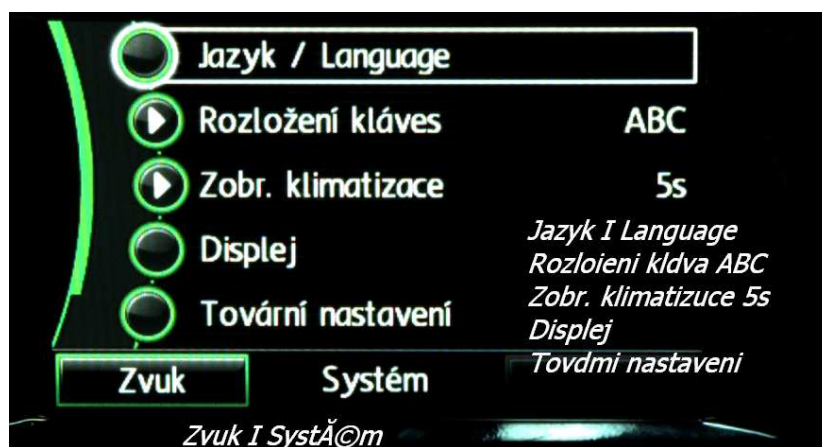 Jazyk / Language
Rozložení kláves ABC
Zobr. klimatizace 5s
Displej
Tovární nastavení
Zvuk Systém
Jazyk I Language
Rozloieni kldva ABC
Zobr. klimatizuce 5s
Displej
Tovdmi nastaveni
Zvuk I SystĂ©m